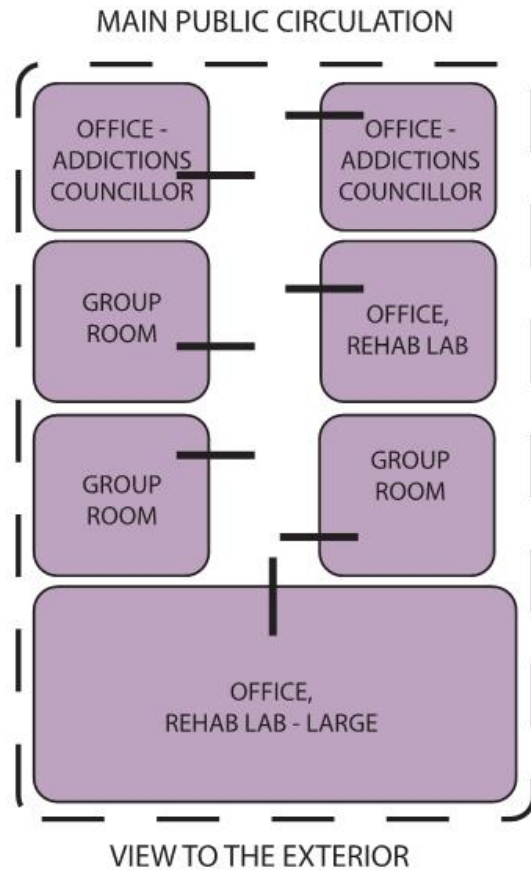 MAIN PUBLIC CIRCULATION
OFFICE -
ADDICTIONS
COUNCILLOR
OFFICE -
ADDICTIONS
COUNCILLOR
GROUP
ROOM
OFFICE,
REHAB LAB
GROUP
ROOM
GROUP
ROOM
OFFICE,
REHAB LAB - LARGE
VIEW TO THE EXTERIOR